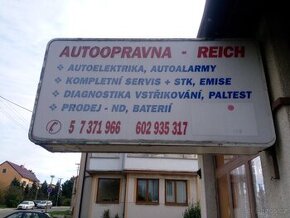 AUTOOPRAVNA - REICH
❖ AUTOELEKTRIKA, AUTOALARMY
❖ KOMPLETNÍ SERVIS + STK, EMISE
❖ DIAGNOSTIKA VSTŘIKOVÁNÍ, PALTEST
❖ PRODEJ - ND, BATERIÍ
✆ 5 7 371 966 602 935 317